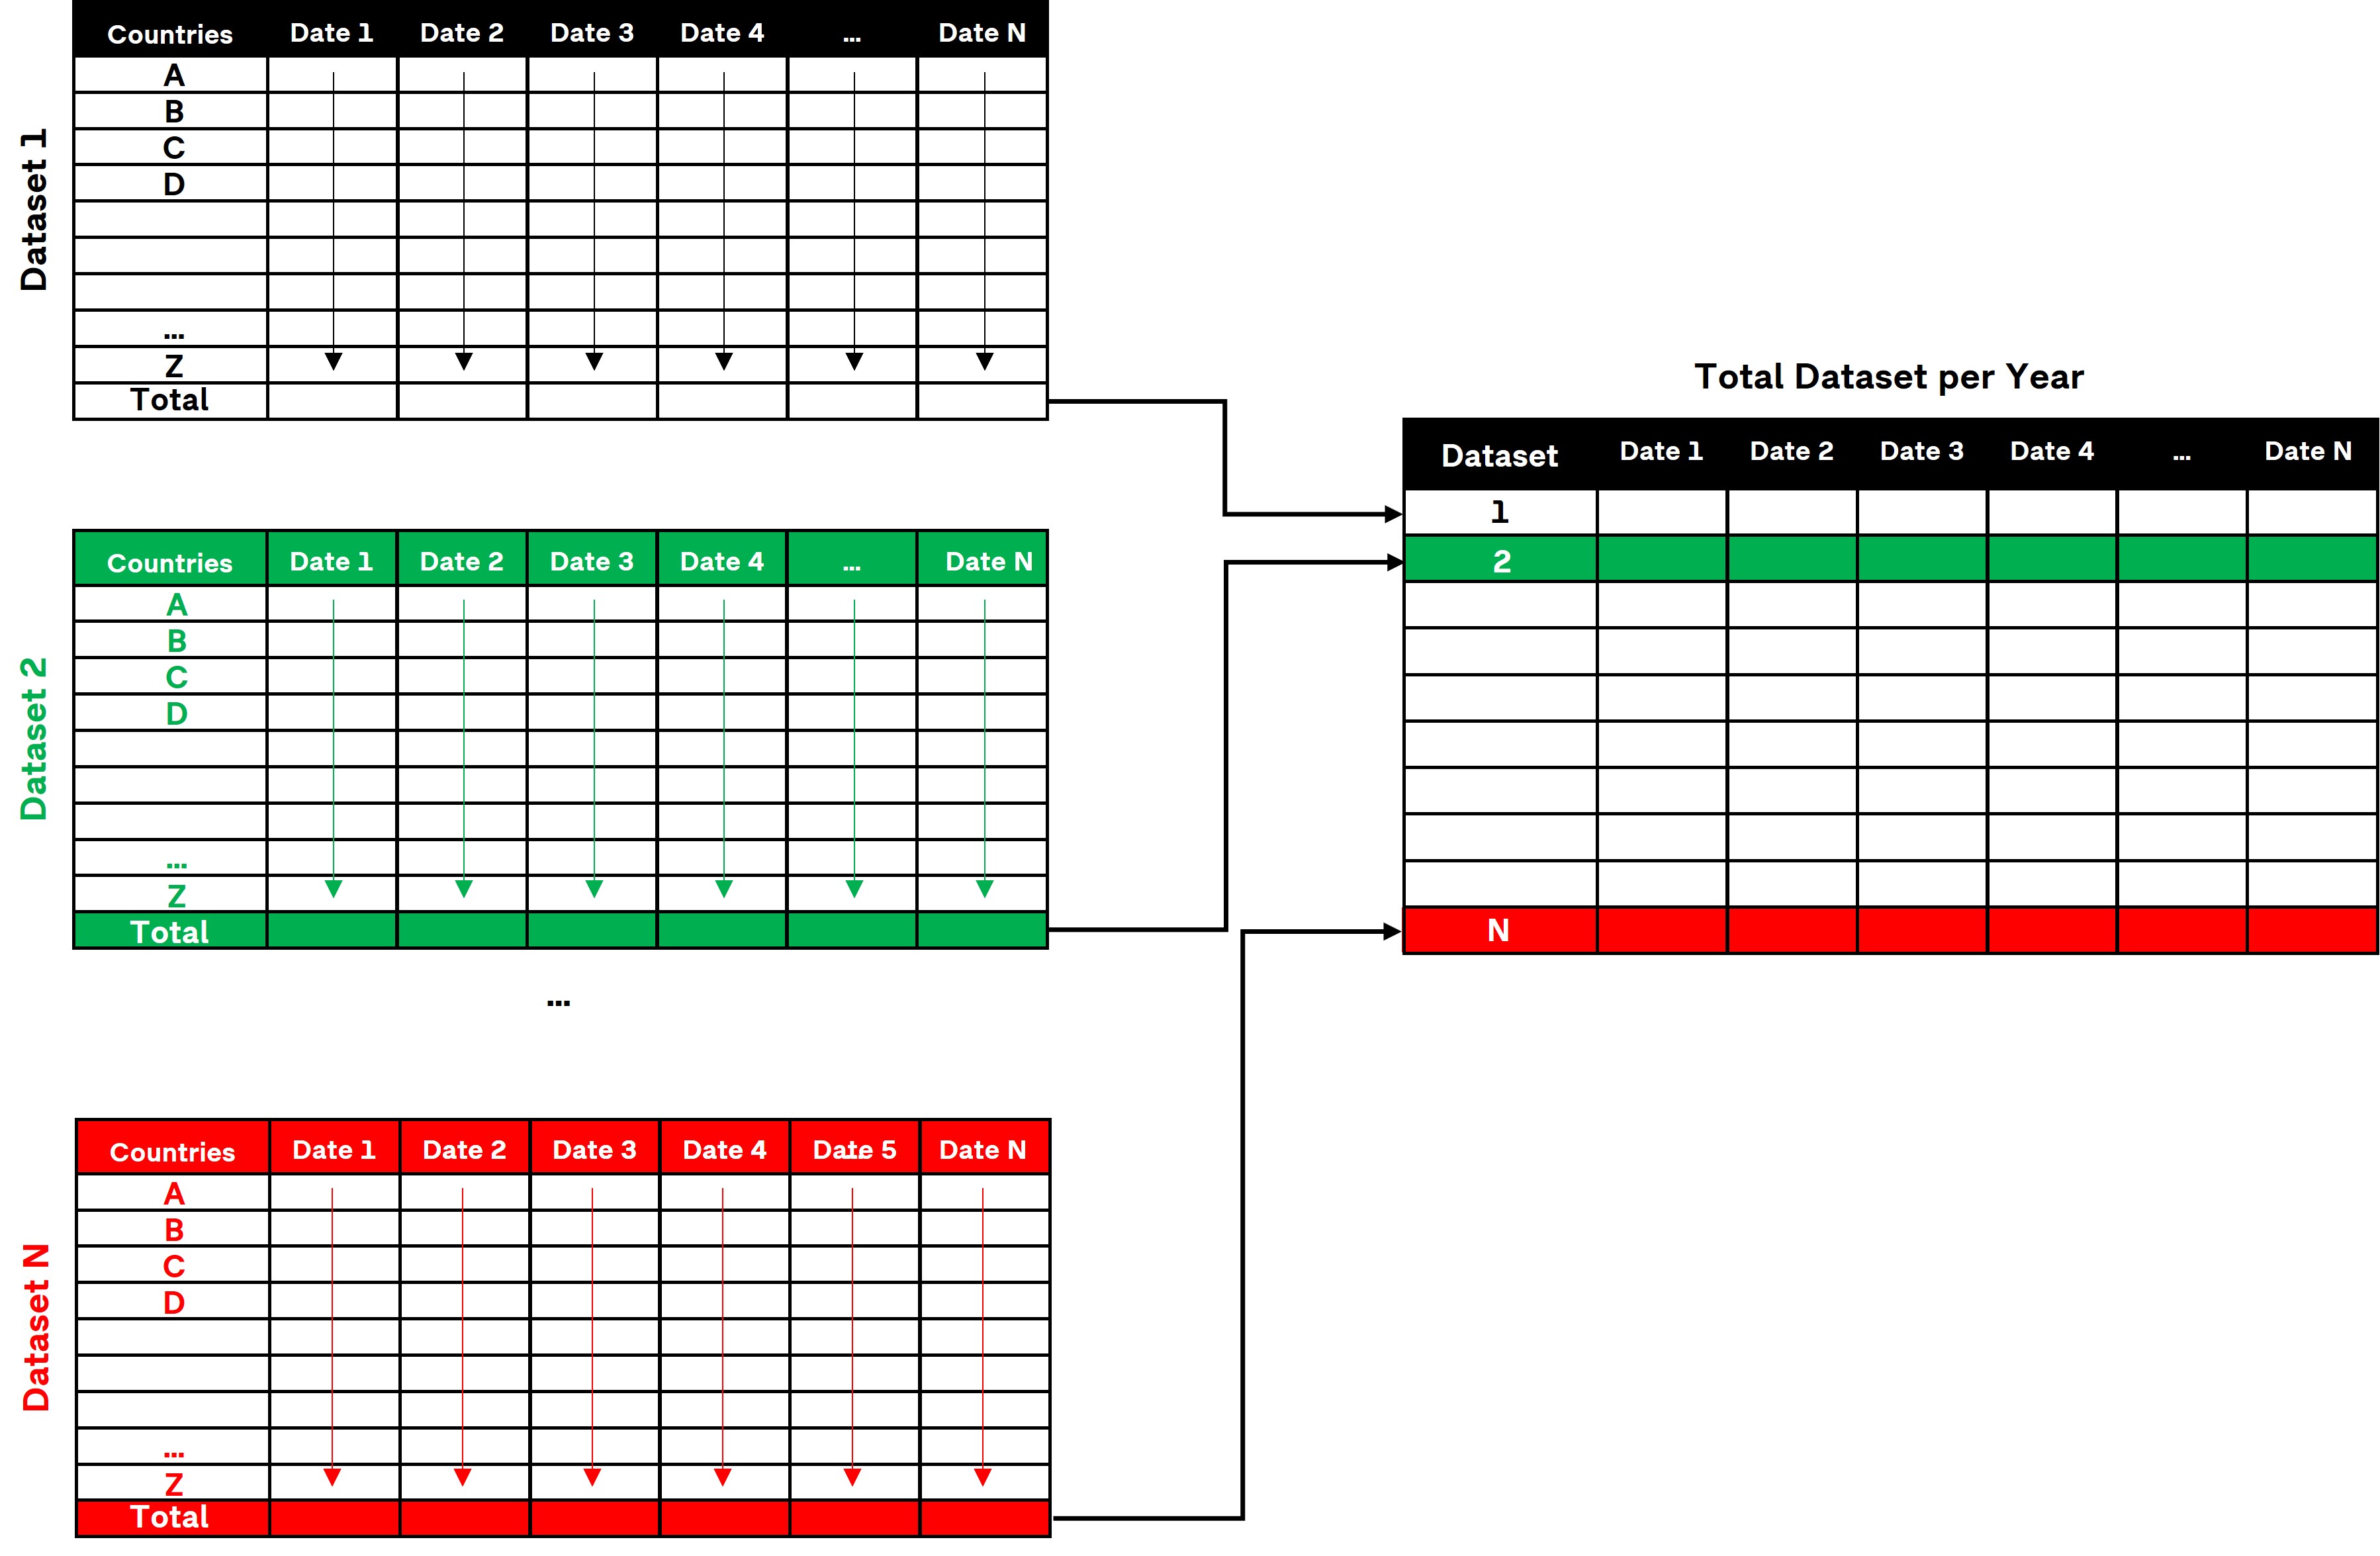 Dataset 1
Countries Date 1 Date 2 Date 3 Date 4 ... Date N
A
B
C
D
...
Z
Total
Total Dataset per Year
Dataset Date 1 Date 2 Date 3 Date 4 ... Date N
1
2
N
Dataset 2
Countries Date 1 Date 2 Date 3 Date 4 ... Date N
A
B
C
D
...
Z
Total
...
Dataset N
Countries Date 1 Date 2 Date 3 Date 4 Date 5 Date N
A
B
C
D
...
Z
Total